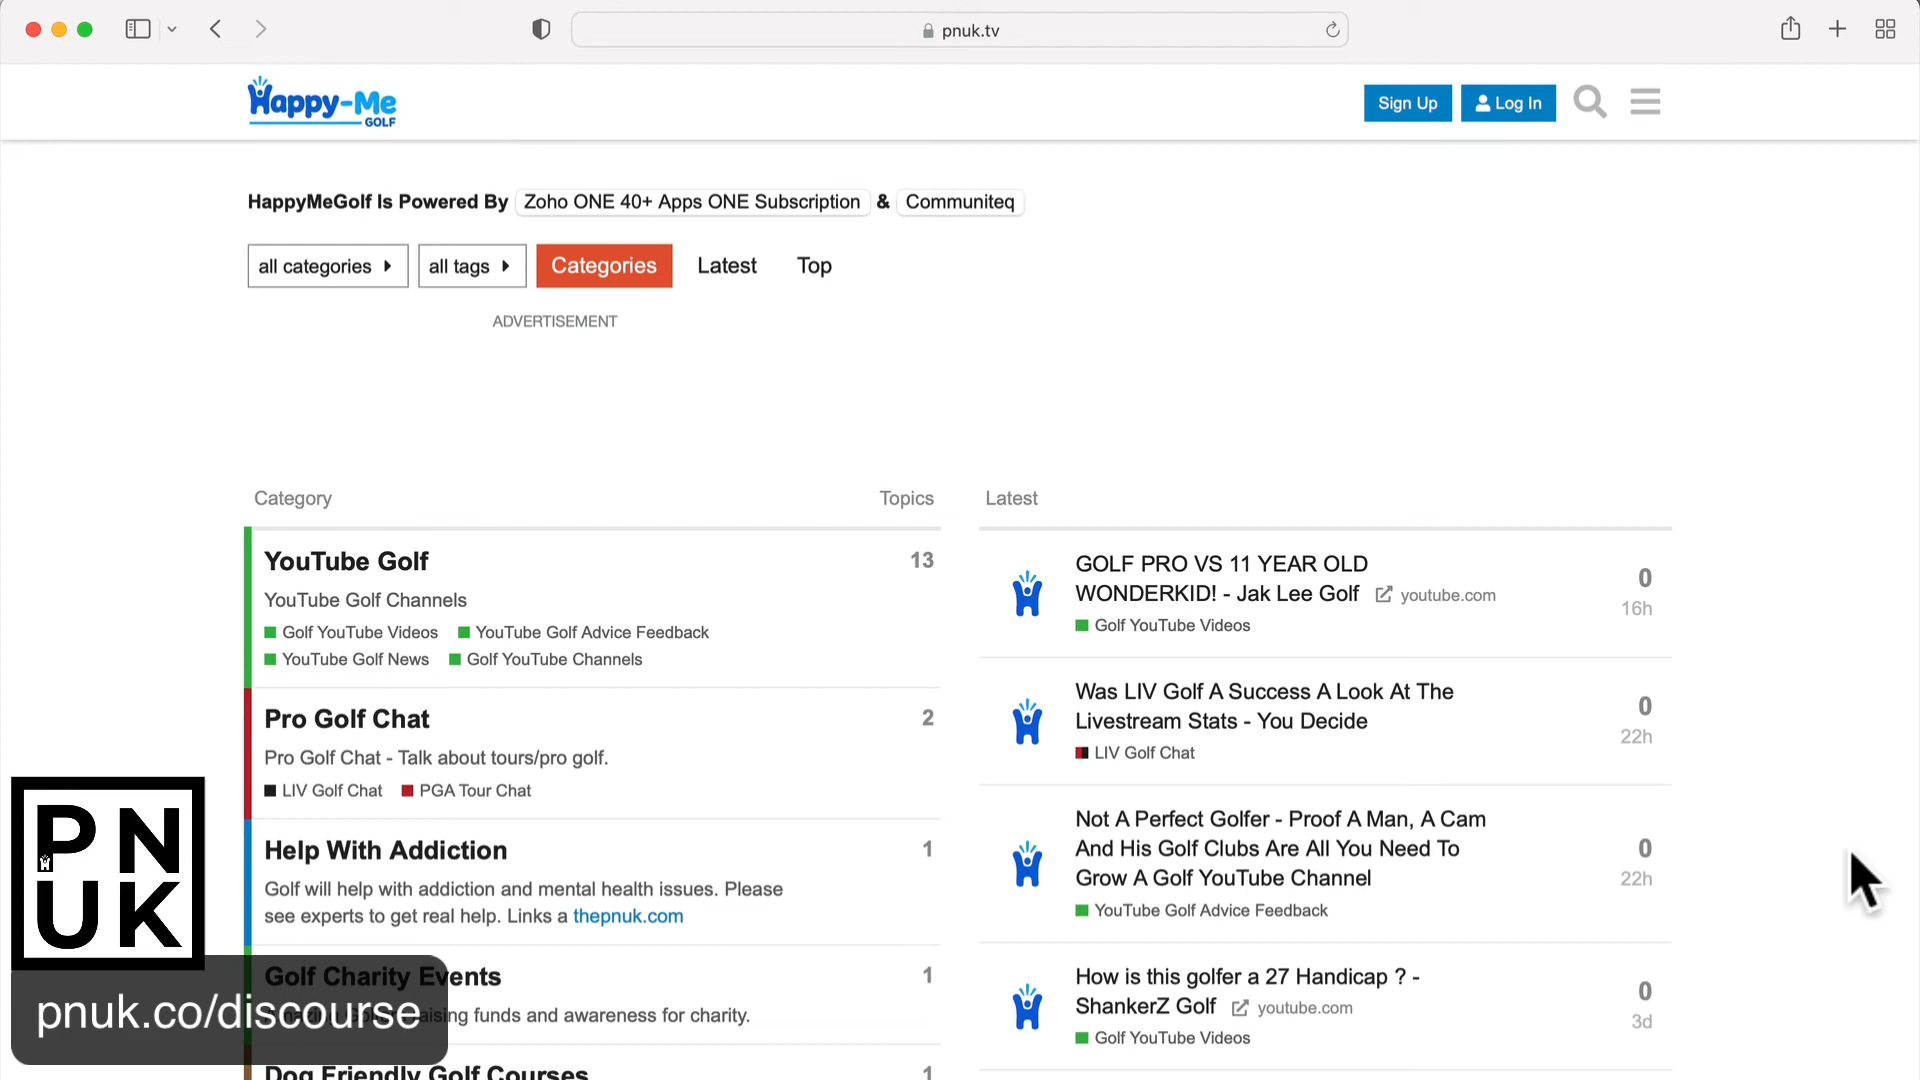 pnuk.tv
Happy-Me
GOLF
Sign Up
Log In
HappyMeGolf Is Powered By Zoho ONE 40+ Apps ONE Subscription & Communiteq
all categories
all tags
Categories
Latest
Top
ADVERTISEMENT
Category
Topics
YouTube Golf
13
YouTube Golf Channels
Golf YouTube Videos
YouTube Golf Advice Feedback
YouTube Golf News
Golf YouTube Channels
Pro Golf Chat
2
Pro Golf Chat - Talk about tours/pro golf.
LIV Golf Chat
PGA Tour Chat
Help With Addiction
1
Golf will help with addiction and mental health issues. Please
see experts to get real help. Links a thepnuk.com
Golf Charity Events
1
raising funds and awareness for charity.
Dog Friendly Golf Courses
1
Latest
GOLF PRO VS 11 YEAR OLD
WONDERKID! - Jak Lee Golf youtube.com
Golf YouTube Videos
0
16h
Was LIV Golf A Success A Look At The
Livestream Stats - You Decide
LIV Golf Chat
0
22h
Not A Perfect Golfer - Proof A Man, A Cam
And His Golf Clubs Are All You Need To
Grow A Golf YouTube Channel
YouTube Golf Advice Feedback
0
22h
How is this golfer a 27 Handicap ? -
ShankerZ Golf youtube.com
Golf YouTube Videos
0
3d
PN
UK
pnuk.co/discourse